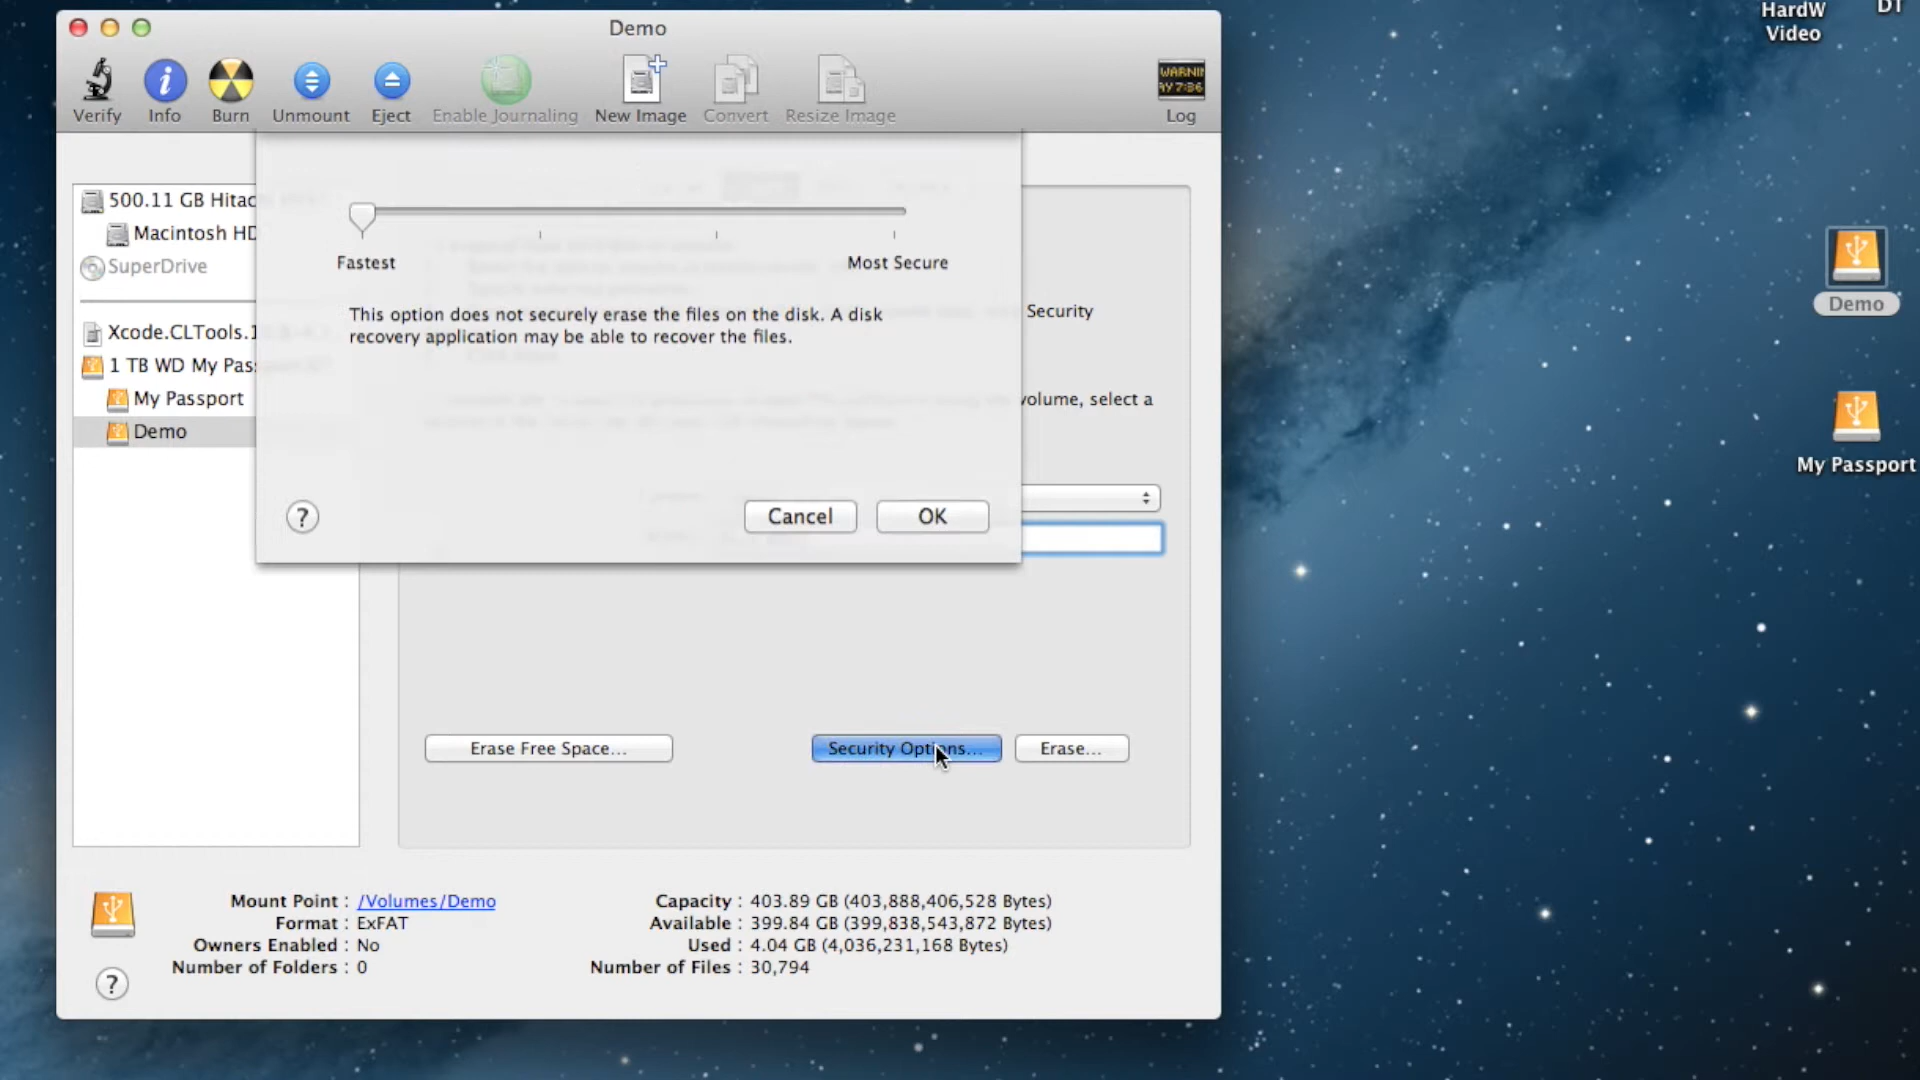 Demo
Verify
Info
Burn
Unmount
Eject
Enable Journaling
New Image
Convert
Resize Image
WARNIN
AY 7:36
Log
500.11 GB Hitac
Macintosh HD
SuperDrive
Xcode.CLTools.1
1 TB WD My Pas
My Passport
Demo
Fastest
Most Secure
This option does not securely erase the files on the disk. A disk
recovery application may be able to recover the files.
?
Cancel
OK
Security
volume, select a
Erase Free Space...
Security Options...
Erase...
Mount Point : /Volumes/Demo
Format : ExFAT
Owners Enabled : No
Number of Folders : 0
Capacity : 403.89 GB (403,888,406,528 Bytes)
Available : 399.84 GB (399,838,543,872 Bytes)
Used : 4.04 GB (4,036,231,168 Bytes)
Number of Files : 30,794
?
HardW
Video
DT
Demo
My Passport